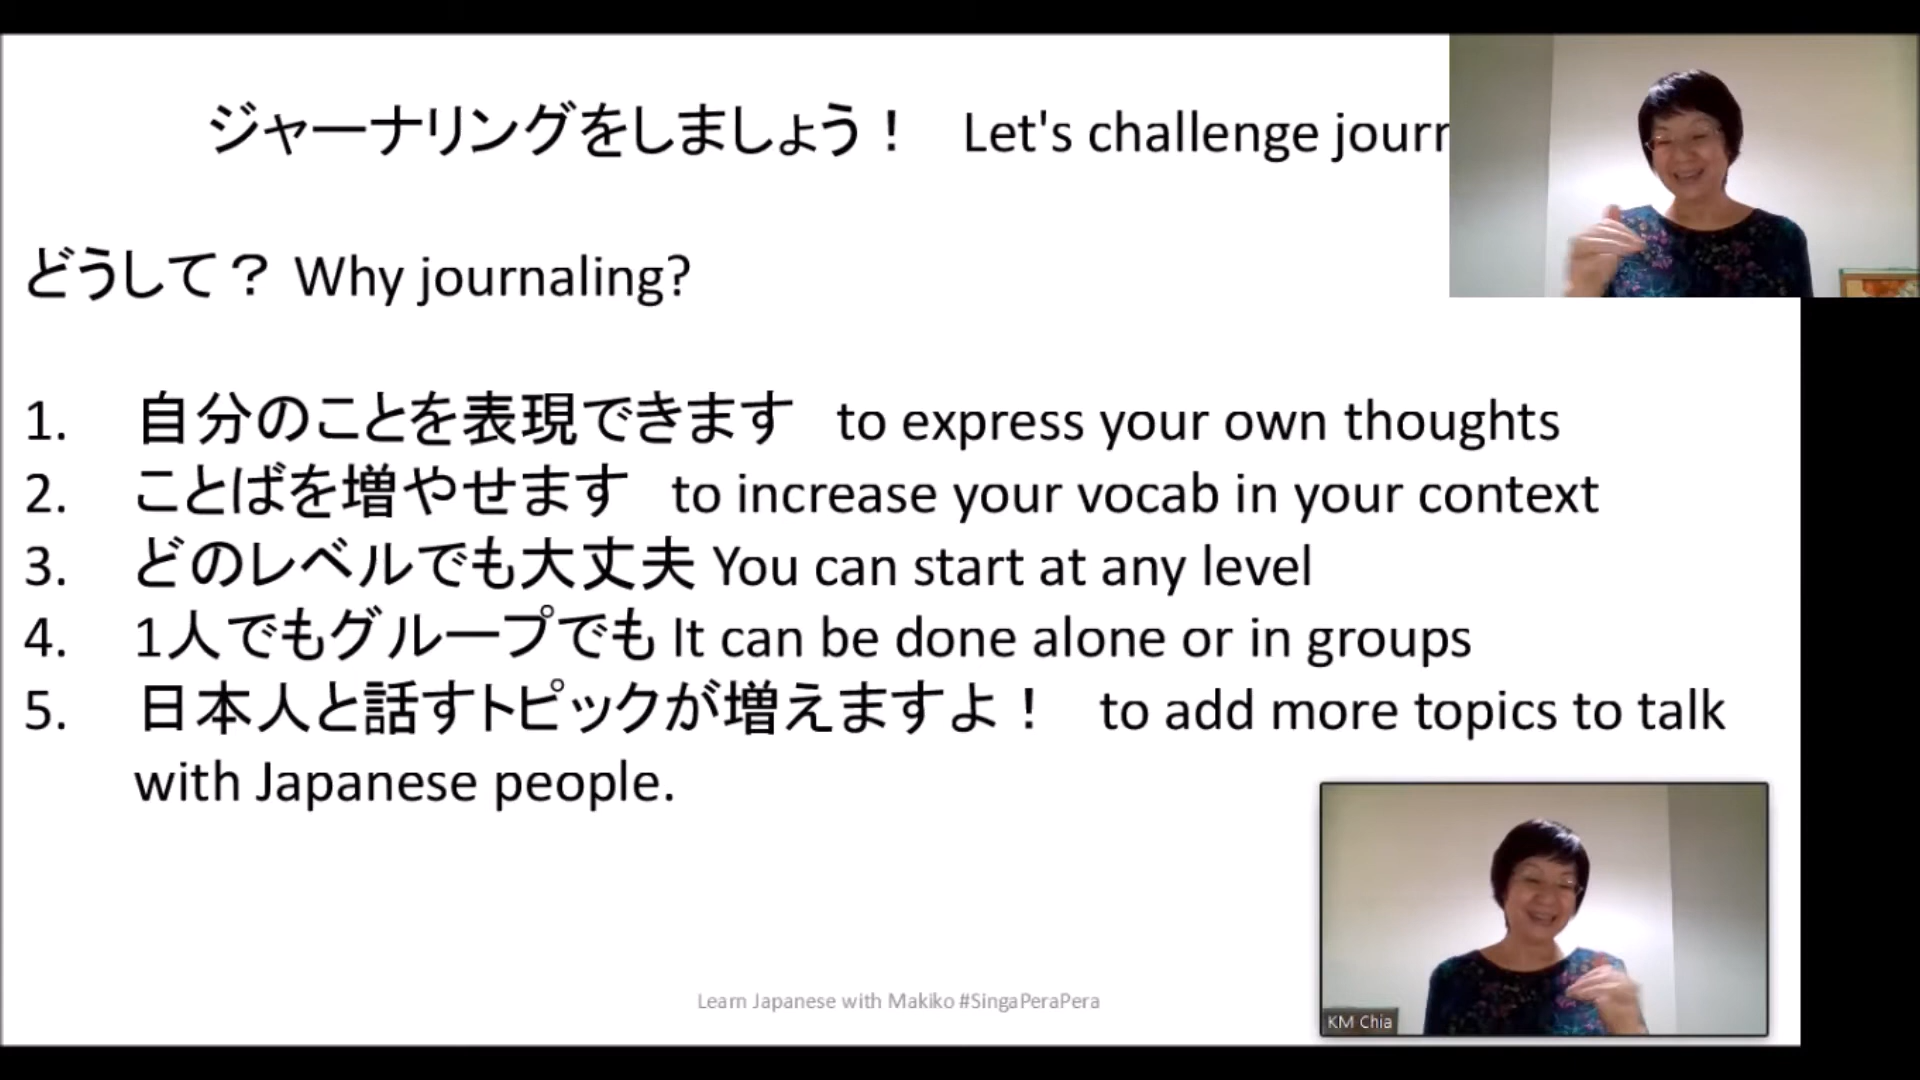 ジャーナリングをしましょう！ Let's challenge journ
どうして？ Why journaling?
1. 自分のことを表現できます to express your own thoughts
2. ことばを増やせます to increase your vocab in your context
3. どのレベルでも大丈夫 You can start at any level
4. 1人でもグループでも It can be done alone or in groups
5. 日本人と話すトピックが増えますよ！ to add more topics to talk
with Japanese people.
Learn Japanese with Makiko #SingaPeraPera
KM Chia